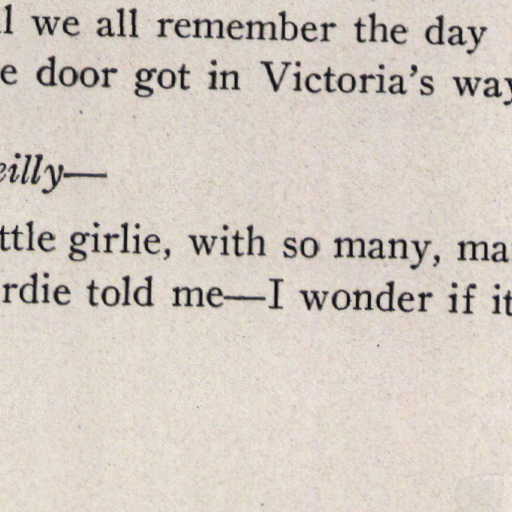 we all remember the day
door got in Victoria's
eilly—
ttle girlie, with so many, ma
rdie told me—I wonder if it